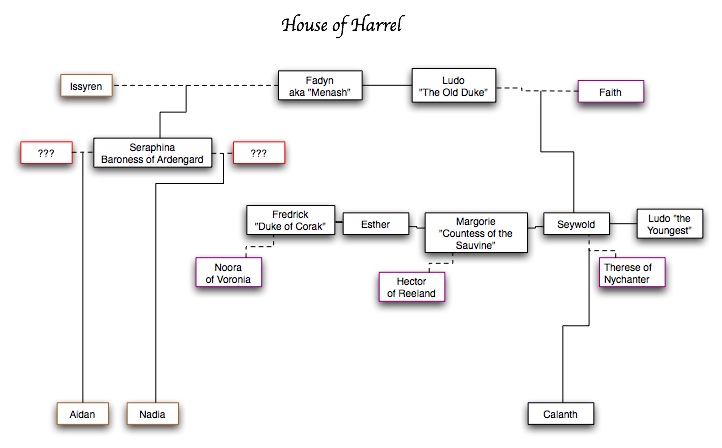 House of Harrel
Issyren
Fadyn
aka "Menash"
Ludo
"The Old Duke"
Faith
???
Seraphina
Baroness of Ardengard
???
Fredrick
"Duke of Corak"
Esther
Margorie
"Countess of the
Sauvine"
Seywold
Ludo "the
Youngest"
Noora
of Voronia
Hector
of Reeland
Therese of
Nychanter
Aidan
Nadia
Calanth